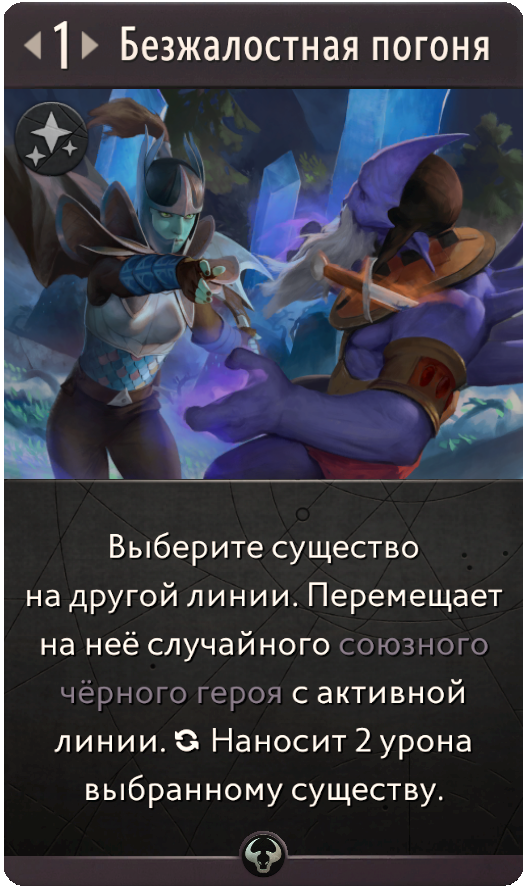 1 Безжалостная погоня
Выберите существо
на другой линии. Перемещает
на неё случайного союзного
чёрного героя с активной
линии. Наносит 2 урона
выбранному существу.